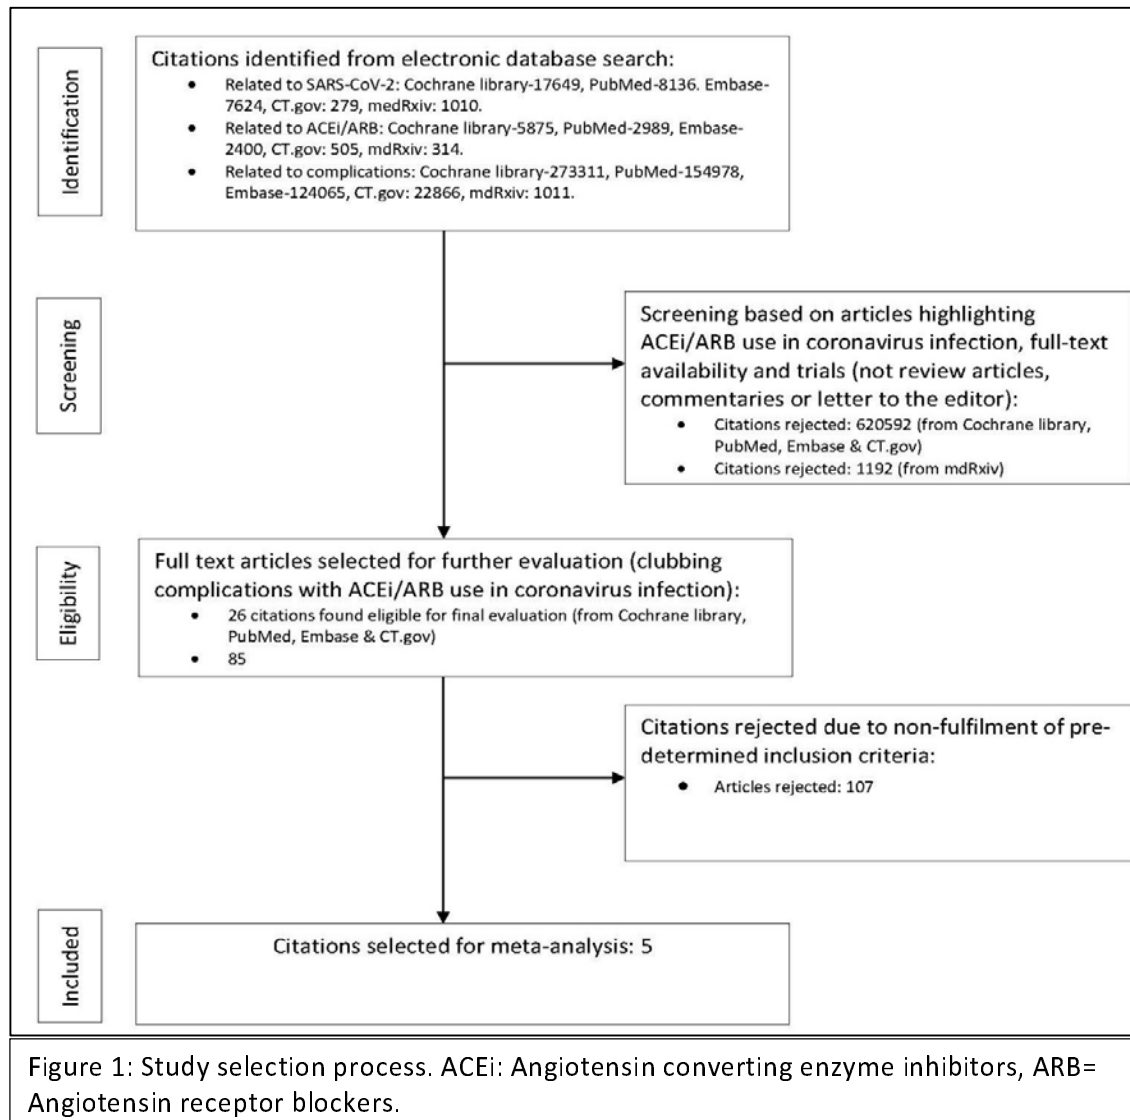 Identification
Citations identified from electronic database search:
• Related to SARS-CoV-2: Cochrane library-17649, PubMed-8136. Embase-
7624, CT.gov: 279, medRxiv: 1010.
• Related to ACEi/ARB: Cochrane library-5875, PubMed-2989, Embase-
2400, CT.gov: 505, mdRxiv: 314.
• Related to complications: Cochrane library-273311, PubMed-154978,
Embase-124065, CT.gov: 22866, mdRxiv: 1011.
Screening
Screening based on articles highlighting
ACEi/ARB use in coronavirus infection, full-text
availability and trials (not review articles,
commentaries or letter to the editor):
• Citations rejected: 620592 (from Cochrane library,
PubMed, Embase & CT.gov)
• Citations rejected: 1192 (from mdRxiv)
Eligibility
Full text articles selected for further evaluation (clubbing
complications with ACEi/ARB use in coronavirus infection):
• 26 citations found eligible for final evaluation (from Cochrane library,
PubMed, Embase & CT.gov)
• 85
Citations rejected due to non-fulfilment of pre-
determined inclusion criteria:
• Articles rejected: 107
Included
Citations selected for meta-analysis: 5
Figure 1: Study selection process. ACEi: Angiotensin converting enzyme inhibitors, ARB=
Angiotensin receptor blockers.